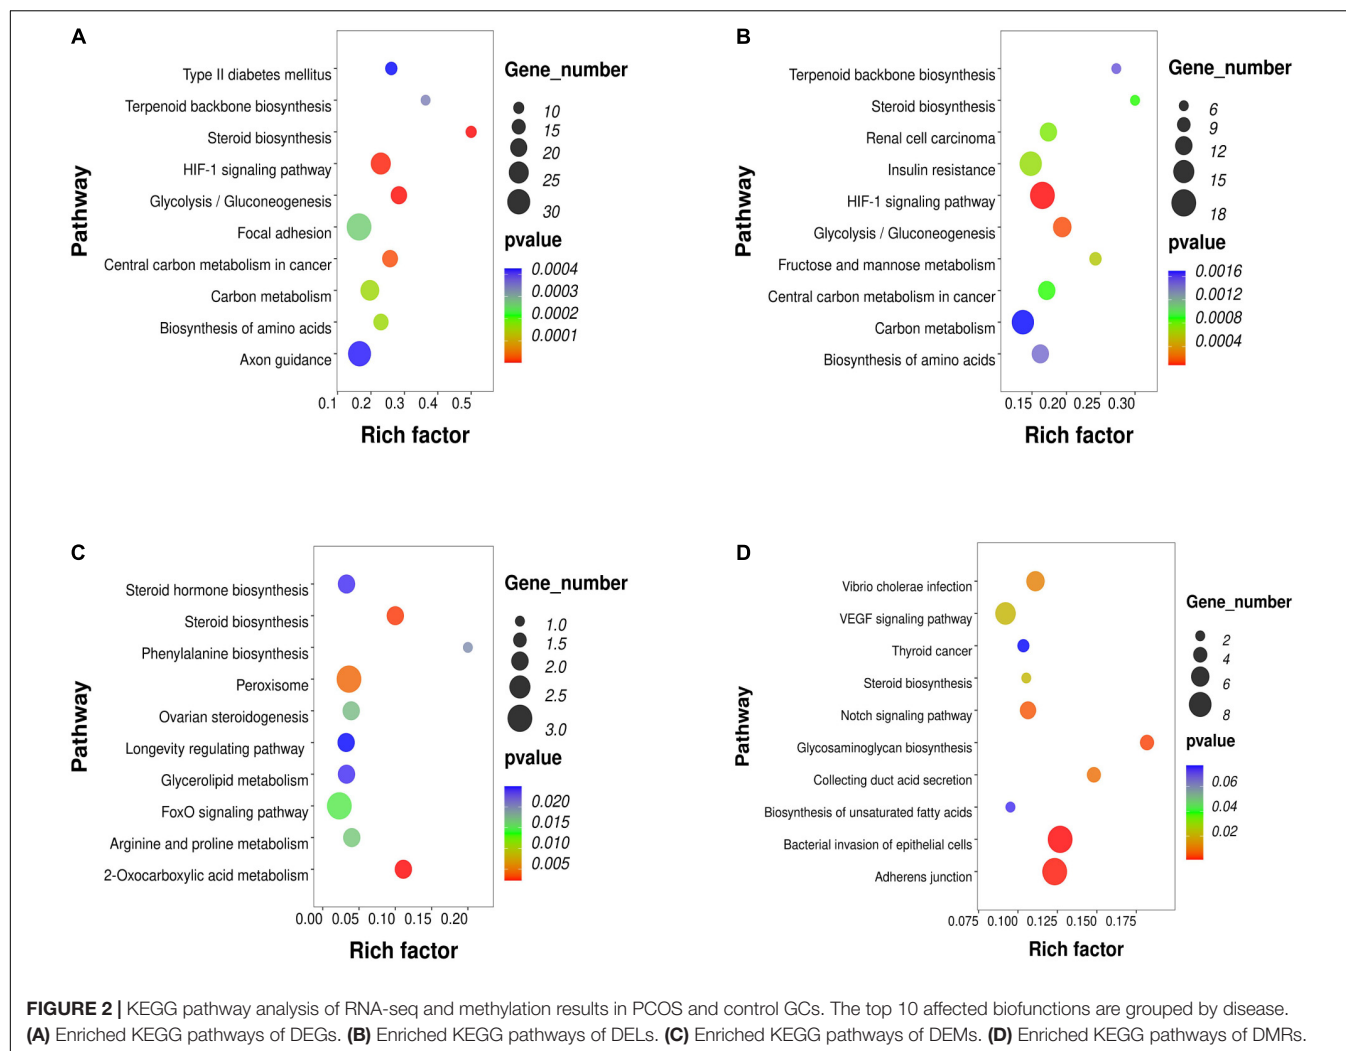 A
Type II diabetes mellitus
Terpenoid backbone biosynthesis
Steroid biosynthesis
HIF-1 signaling pathway
Glycolysis / Gluconeogenesis
Focal adhesion
Central carbon metabolism in cancer
Carbon metabolism
Biosynthesis of amino acids
Axon guidance
Pathway
0.1 0.2 0.3 0.4 0.5
Rich factor
Gene_number
10
15
20
25
30
pvalue
0.0004
0.0003
0.0002
0.0001
B
Terpenoid backbone biosynthesis
Steroid biosynthesis
Renal cell carcinoma
Insulin resistance
HIF-1 signaling pathway
Glycolysis / Gluconeogenesis
Fructose and mannose metabolism
Central carbon metabolism in cancer
Carbon metabolism
Biosynthesis of amino acids
Pathway
0.15 0.20 0.25 0.30
Rich factor
Gene_number
6
9
12
15
18
pvalue
0.0016
0.0012
0.0008
0.0004
C
Steroid hormone biosynthesis
Steroid biosynthesis
Phenylalanine biosynthesis
Peroxisome
Ovarian steroidogenesis
Longevity regulating pathway
Glycerolipid metabolism
FoxO signaling pathway
Arginine and proline metabolism
2-Oxocarboxylic acid metabolism
Pathway
0.00 0.05 0.10 0.15 0.20
Rich factor
Gene_number
1.0
1.5
2.0
2.5
3.0
pvalue
0.020
0.015
0.010
0.005
D
Vibrio cholerae infection
VEGF signaling pathway
Thyroid cancer
Steroid biosynthesis
Notch signaling pathway
Glycosaminoglycan biosynthesis
Collecting duct acid secretion
Biosynthesis of unsaturated fatty acids
Bacterial invasion of epithelial cells
Adherens junction
Pathway
0.075 0.100 0.125 0.150 0.175
Rich factor
Gene_number
2
4
6
8
pvalue
0.06
0.04
0.02
FIGURE 2 | KEGG pathway analysis of RNA-seq and methylation results in PCOS and control GCs. The top 10 affected biofunctions are grouped by disease.
(A) Enriched KEGG pathways of DEGs. (B) Enriched KEGG pathways of DELs. (C) Enriched KEGG pathways of DEMs. (D) Enriched KEGG pathways of DMRs.